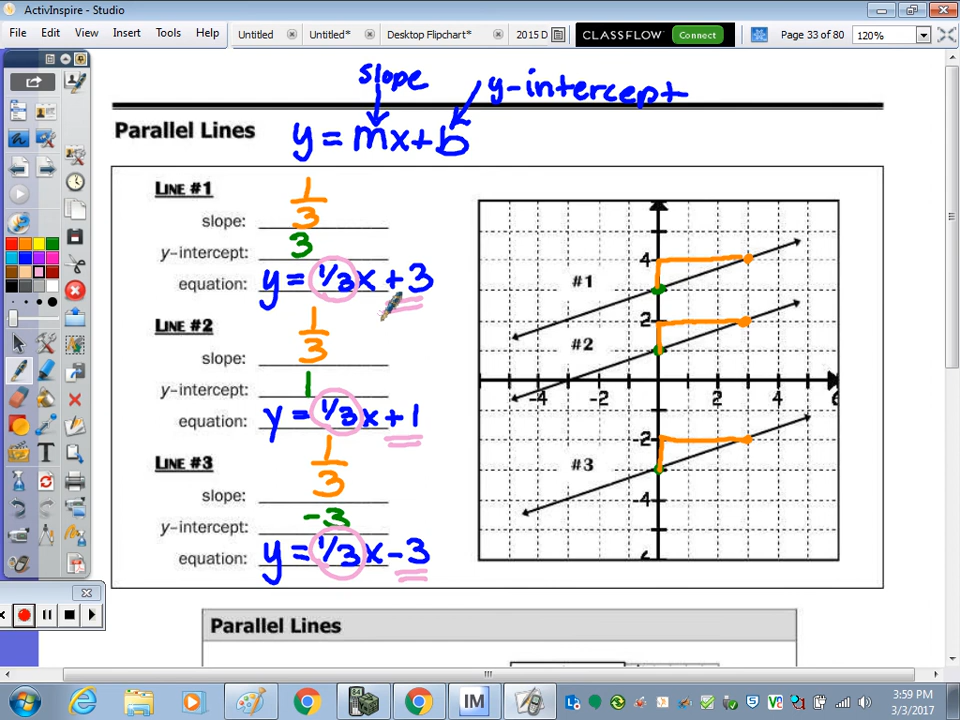 ActivInspire - Studio
File Edit View Insert Tools Help Untitled Untitled* Desktop Flipchart* 2015 D CLASSFLOW Connect Page 33 of 80 120%
slope
y-intercept
Parallel Lines y = mx + b
LINE #1
slope: 1/3
y-intercept: 3
equation: y = 1/3x + 3
LINE #2
slope: 1/3
y-intercept: 1
equation: y = 1/3x + 1
LINE #3
slope: 1/3
y-intercept: -3
equation: y = 1/3x - 3
4
#1
2
#2
-4 -2 2 4 6
-2
#3
-4
6
Parallel Lines
IM
3:59 PM
3/3/2017